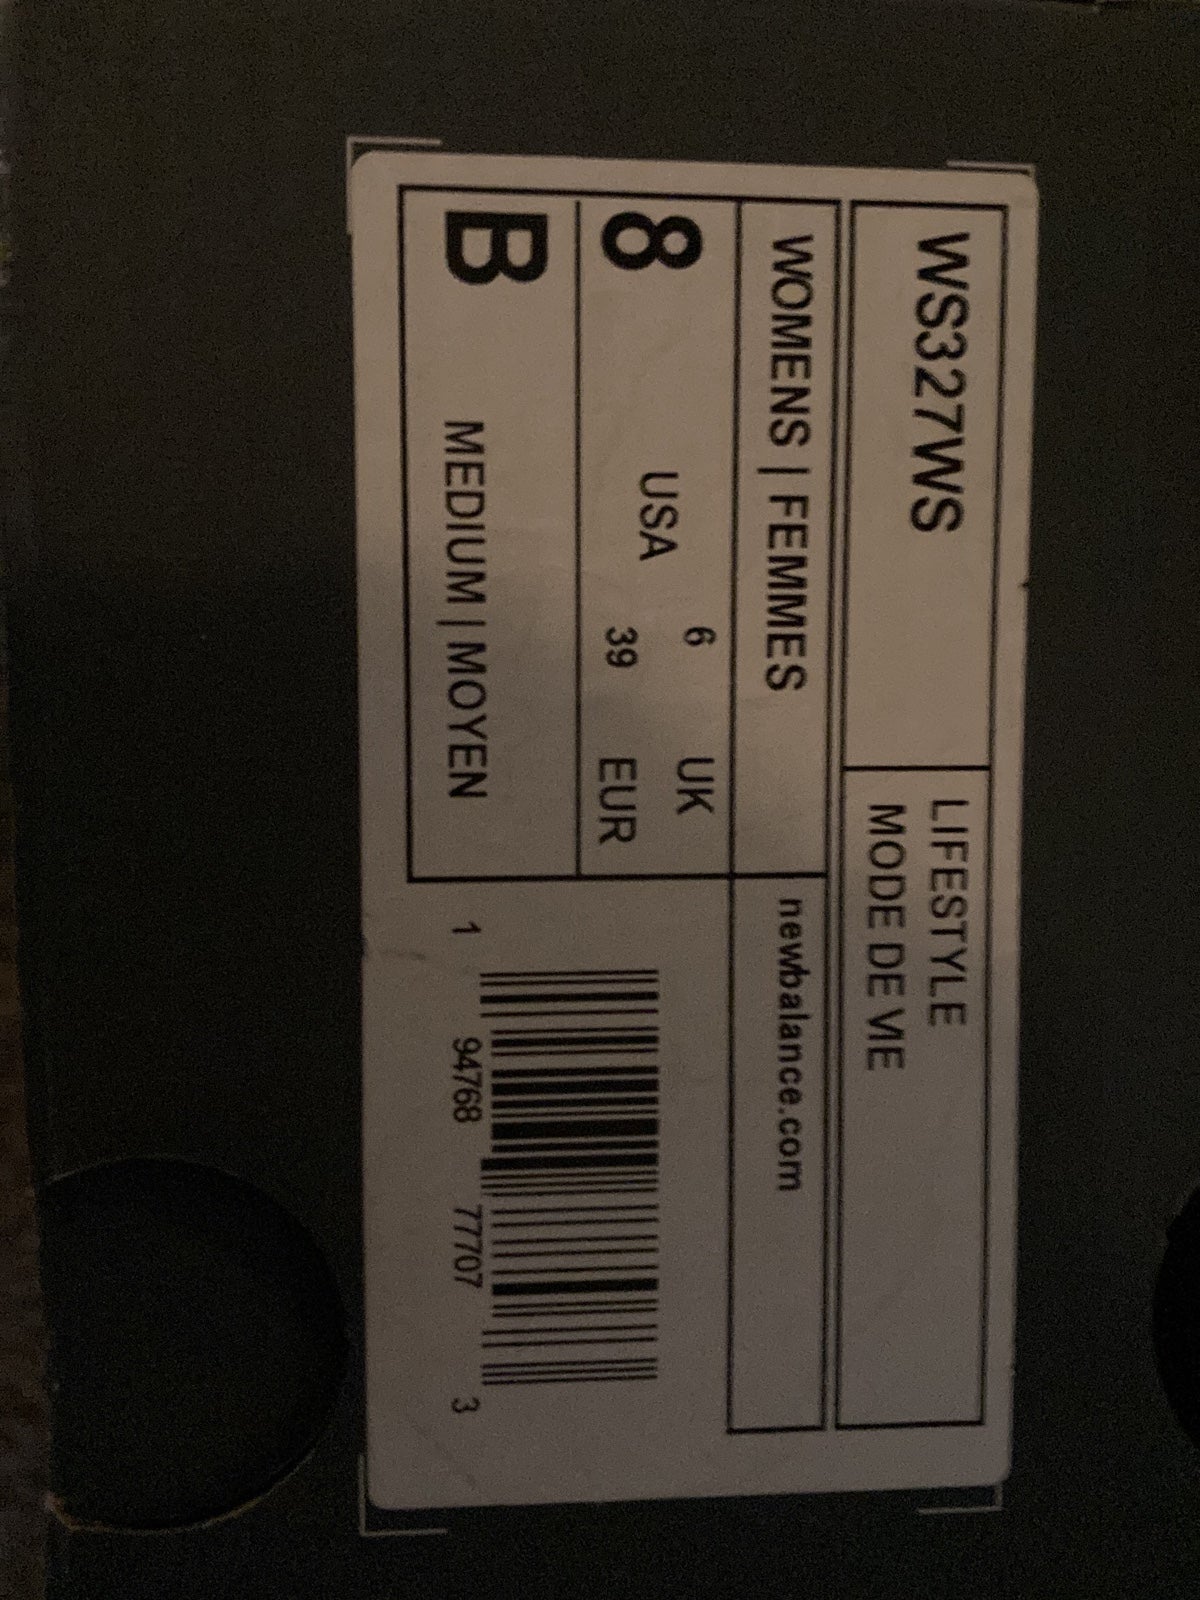 WS327WS
LIFESTYLE
MODE DE VIE
WOMENS | FEMMES
newbalance.com
8 USA
6 UK
39 EUR
B MEDIUM | MOYEN
1 94768 77707 3